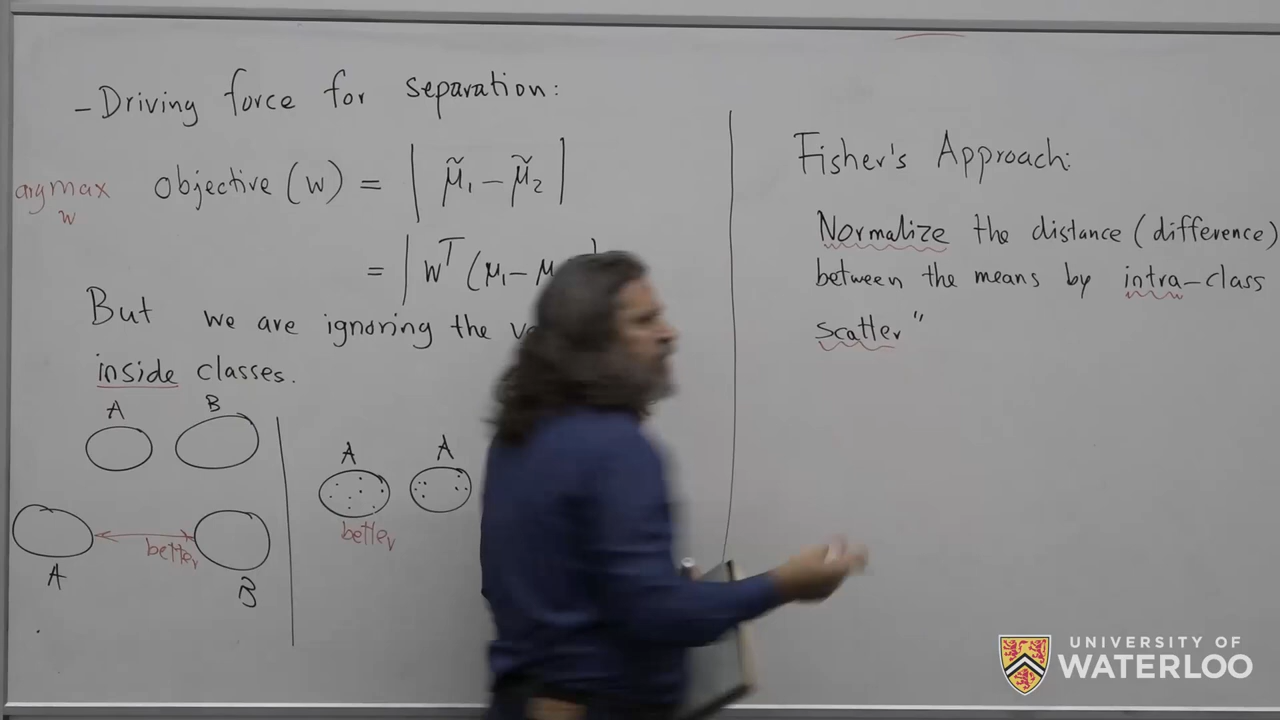 - Driving force for separation:
argmax w
objective (w) = | μ̃₁ - μ̃₂ |
= | wᵀ (μ₁ - μ
But we are ignoring the
inside classes.
A B
A A
better
better
A
B
Fisher's Approach:
Normalize the distance (difference)
between the means by intra-class
scatter"
UNIVERSITY OF
WATERLOO